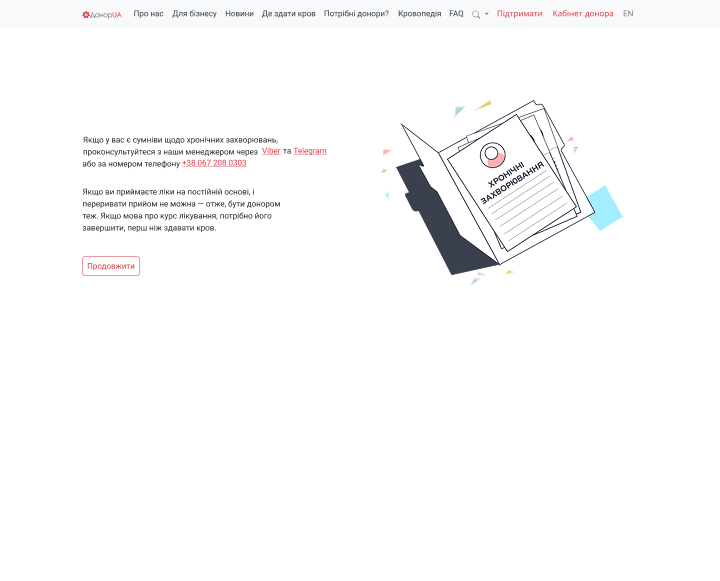 ДонорUA Про нас Для бізнесу Новини Де здати кров Потрібні донори? Кровопедія FAQ Підтримати Кабінет донора EN
Якщо у вас є сумніви щодо хронічних захворювань,
проконсультуйтеся з наши менеджером через Viber та Telegram
або за номером телефону +38 067 208 0303
Якщо ви приймаєте ліки на постійній основі, і
переривати прийом не можна — отже, бути донором
теж. Якщо мова про курс лікування, потрібно його
завершити, перш ніж здавати кров.
Продовжити
ХРОНІЧНІ
ЗАХВОРЮВАННЯ